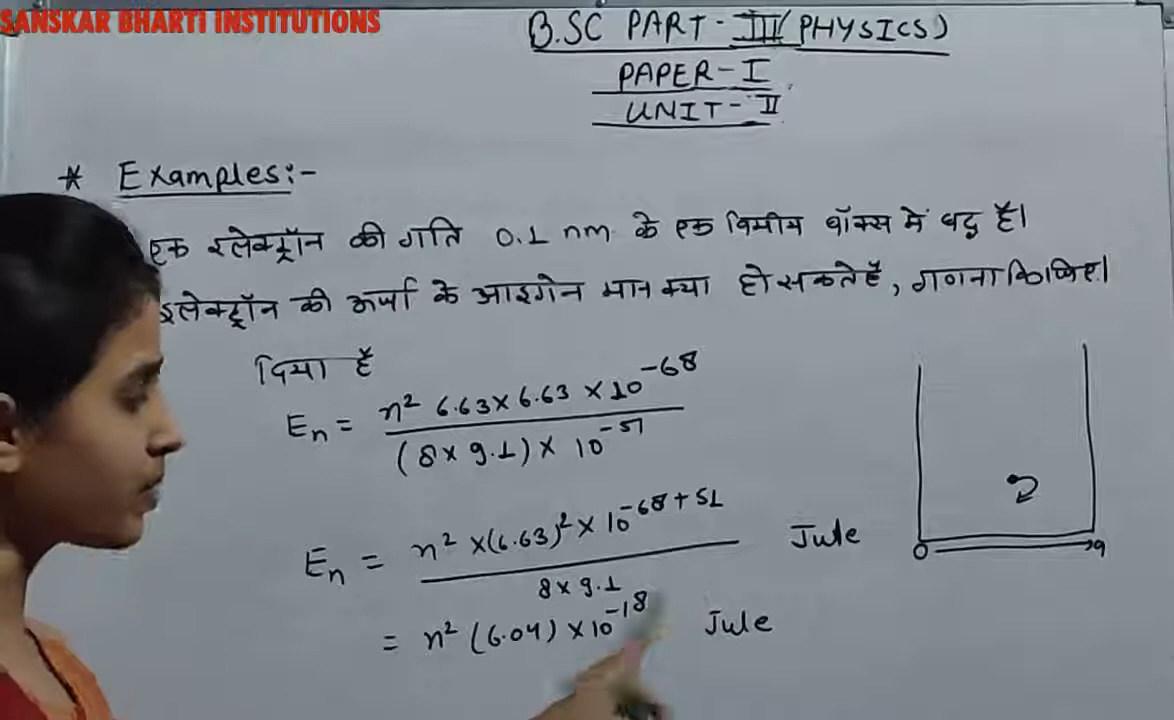 SANSKAR BHARTI INSTITUTIONS
B.SC PART-III (PHYSICS)
PAPER-I
UNIT-II
* Examples:-
एक इलेक्ट्रॉन की गति 0.1 nm के एक विमीय बॉक्स में बद्ध है।
इलेक्ट्रॉन की ऊर्जा के आइगेन मान क्या हो सकते हैं, गणना किजिए।
दिया है
En = n² 6.63 × 6.63 × 10^-68 / (8 × 9.1) × 10^-51
En = n² × (6.63)² × 10^-68+51 / 8 × 9.1 Jule
= n² (6.04) × 10^-18 Jule
0 a